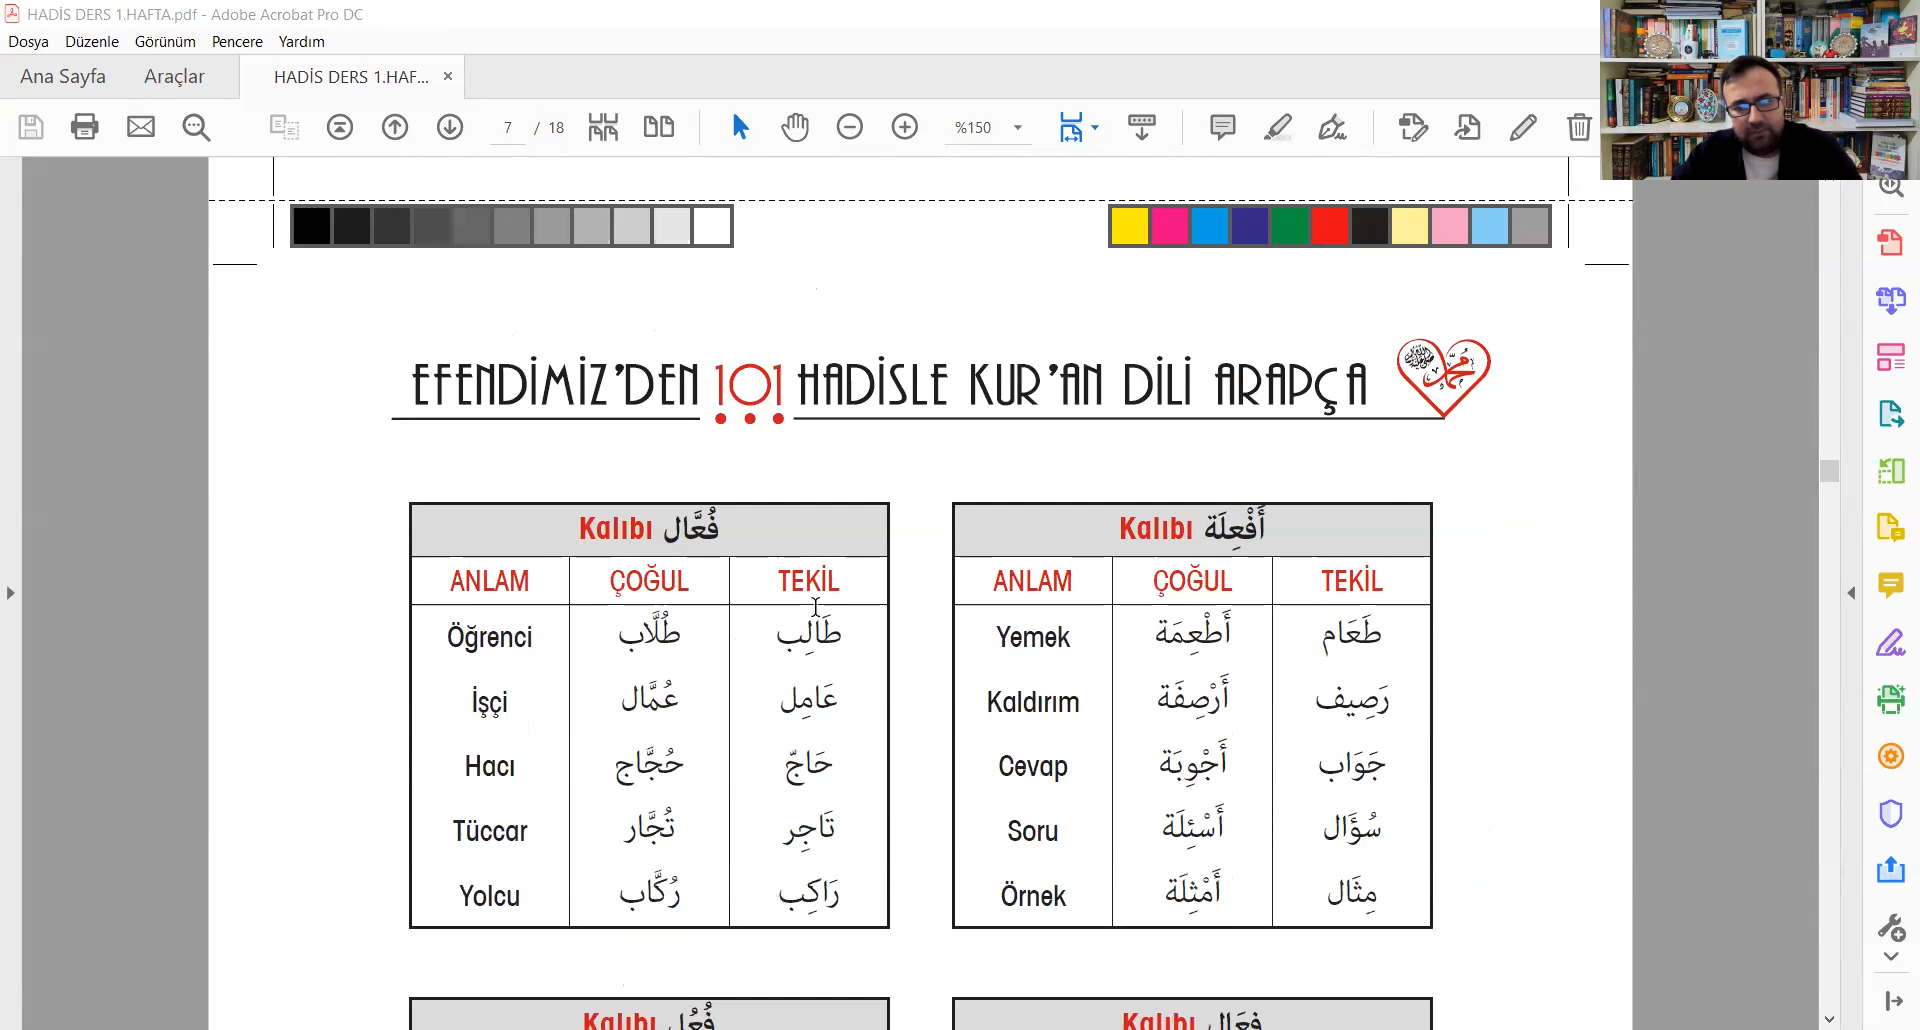 HADİS DERS 1.HAFTA.pdf - Adobe Acrobat Pro DC
Dosya Düzenle Görünüm Pencere Yardım
Ana Sayfa Araçlar HADİS DERS 1.HAF... ×
7 / 18 %150
EFENDİMİZ'DEN 101 HADİSLE KUR'AN DİLİ ARAPÇA
Kalıbı فُعَّال
ANLAM ÇOĞUL TEKİL
Öğrenci طُلَّاب طَالِب
İşçi عُمَّال عَامِل
Hacı حُجَّاج حَاجّ
Tüccar تُجَّار تَاجِر
Yolcu رُكَّاب رَاكِب
Kalıbı أَفْعِلَة
ANLAM ÇOĞUL TEKİL
Yemek أَطْعِمَة طَعَام
Kaldırım أَرْصِفَة رَصِيف
Cevap أَجْوِبَة جَوَاب
Soru أَسْئِلَة سُؤَال
Örnek أَمْثِلَة مِثَال
Kalıbı فُعُل
Kalıbı فِعَال